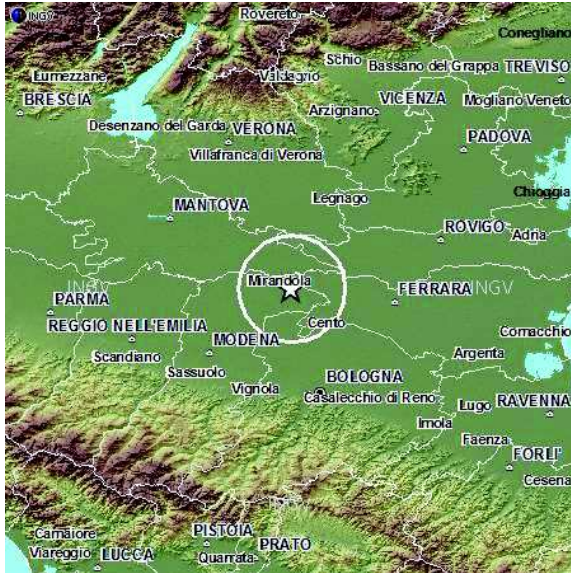 INGV
Rovereto
Conegliano
Schio
Bassano del Grappa
TREVISO
Lumezzane
Valdagno
BRESCIA
Arzignano
VICENZA
Mogliano Veneto
Desenzano del Garda
VERONA
PADOVA
Villafranca di Verona
Legnago
Chioggia
MANTOVA
ROVIGO
Adria
Mirandola
INGV
FERRARA
INGV
PARMA
REGGIO NELL'EMILIA
Cento
Comacchio
MODENA
Scandiano
Argenta
Sassuolo
BOLOGNA
Vignola
Casalecchio di Reno
Lugo
RAVENNA
Imola
Faenza
FORLI'
Cesena
INGV
Camaiore
PISTOIA
Viareggio
LUCCA
PRATO
Quarrata